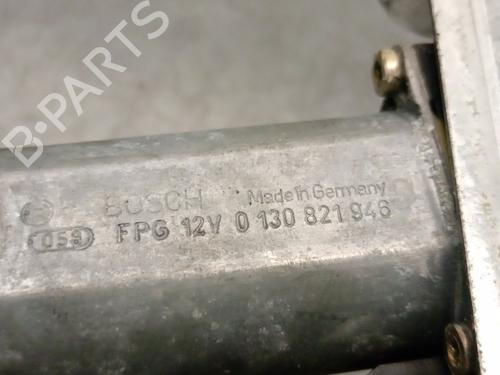 B-PARTS
BOSCH Made in Germany
059 FPG 12V 0 130 821 946